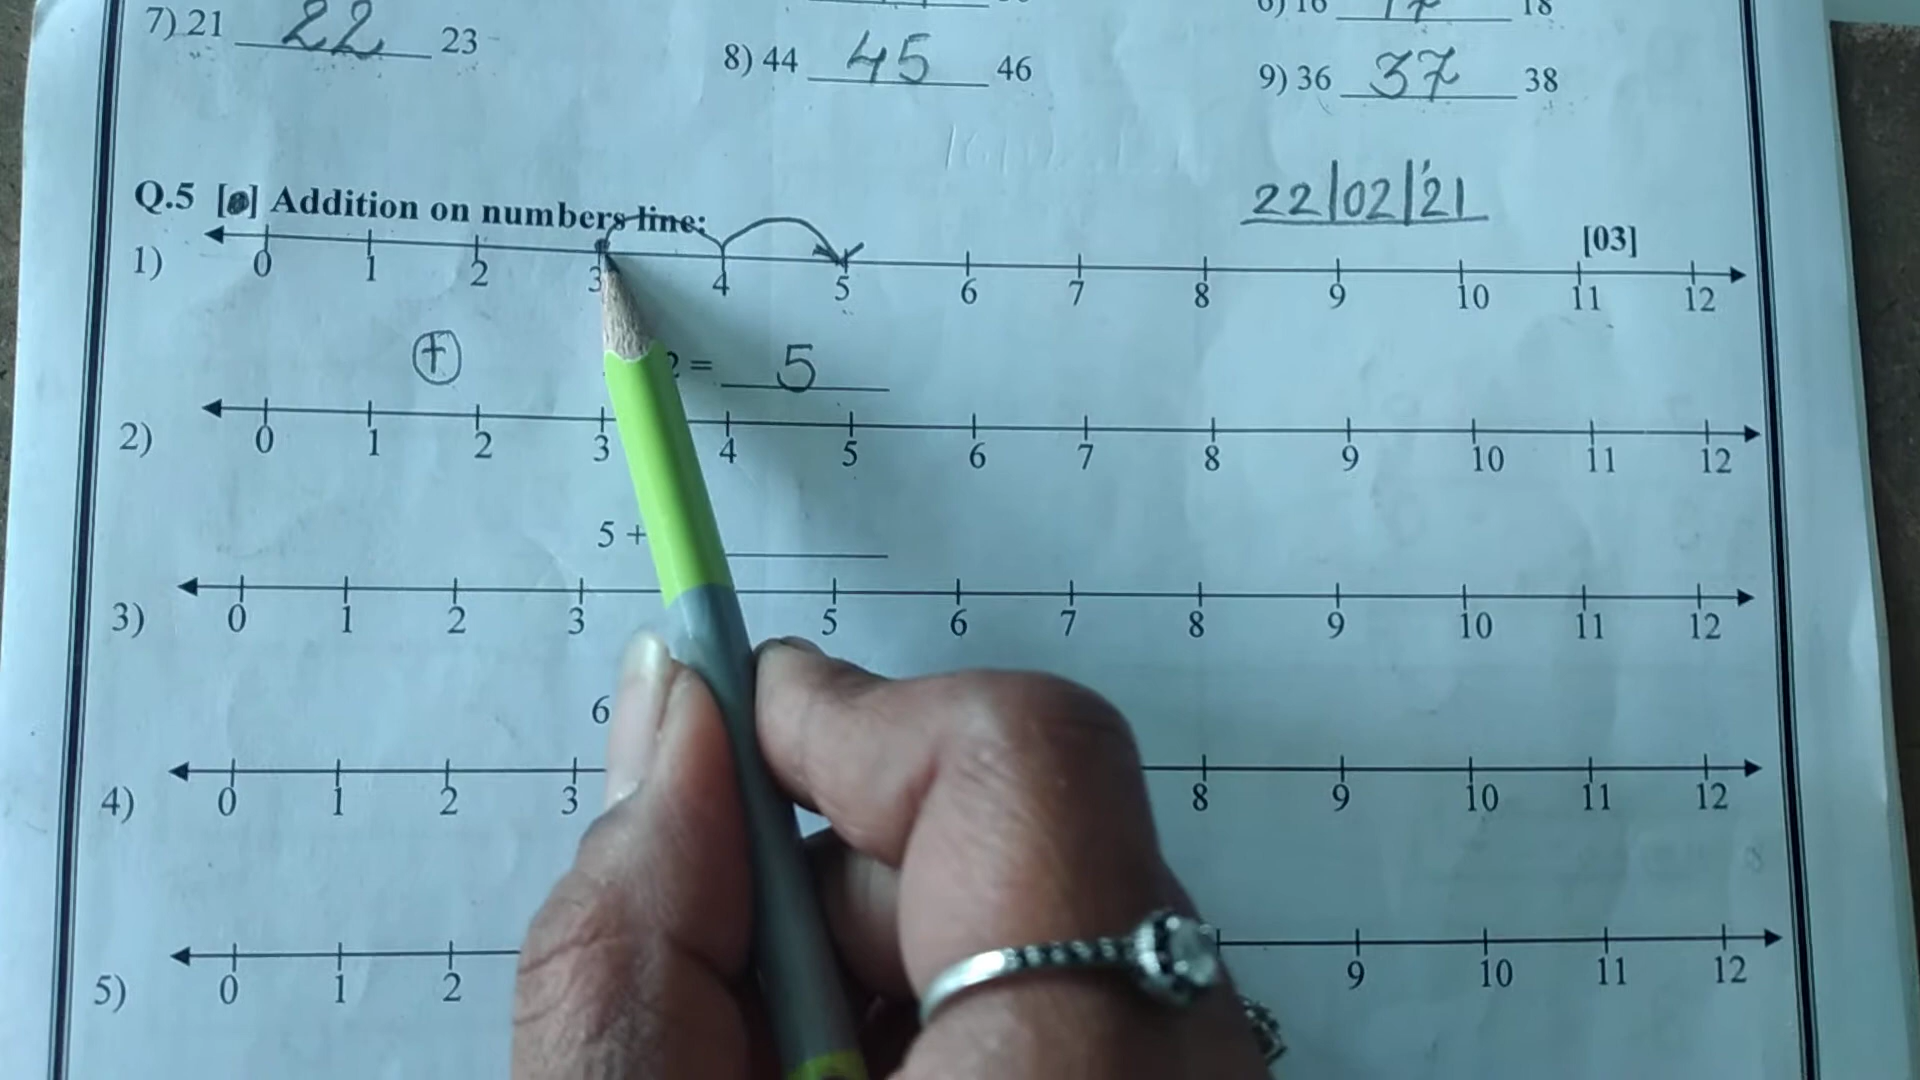 7) 21 22 23
8) 44 45 46
18
9) 36 37 38
22/02/21
Q.5 [ ] Addition on numbers line:
[03]
1) 0 1 2 3 4 5 6 7 8 9 10 11 12
+ 2 = 5
2) 0 1 2 3 4 5 6 7 8 9 10 11 12
5 +
3) 0 1 2 3 5 6 7 8 9 10 11 12
6
4) 0 1 2 3 8 9 10 11 12
5) 0 1 2 9 10 11 12